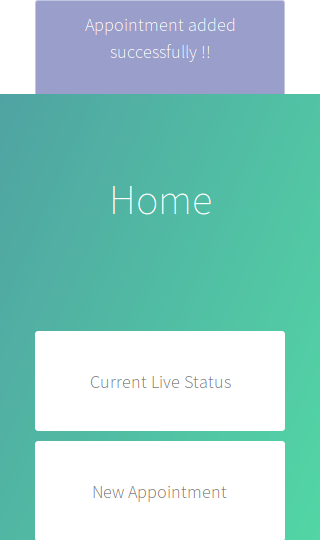 Appointment added
successfully !!
Home
Current Live Status
New Appointment